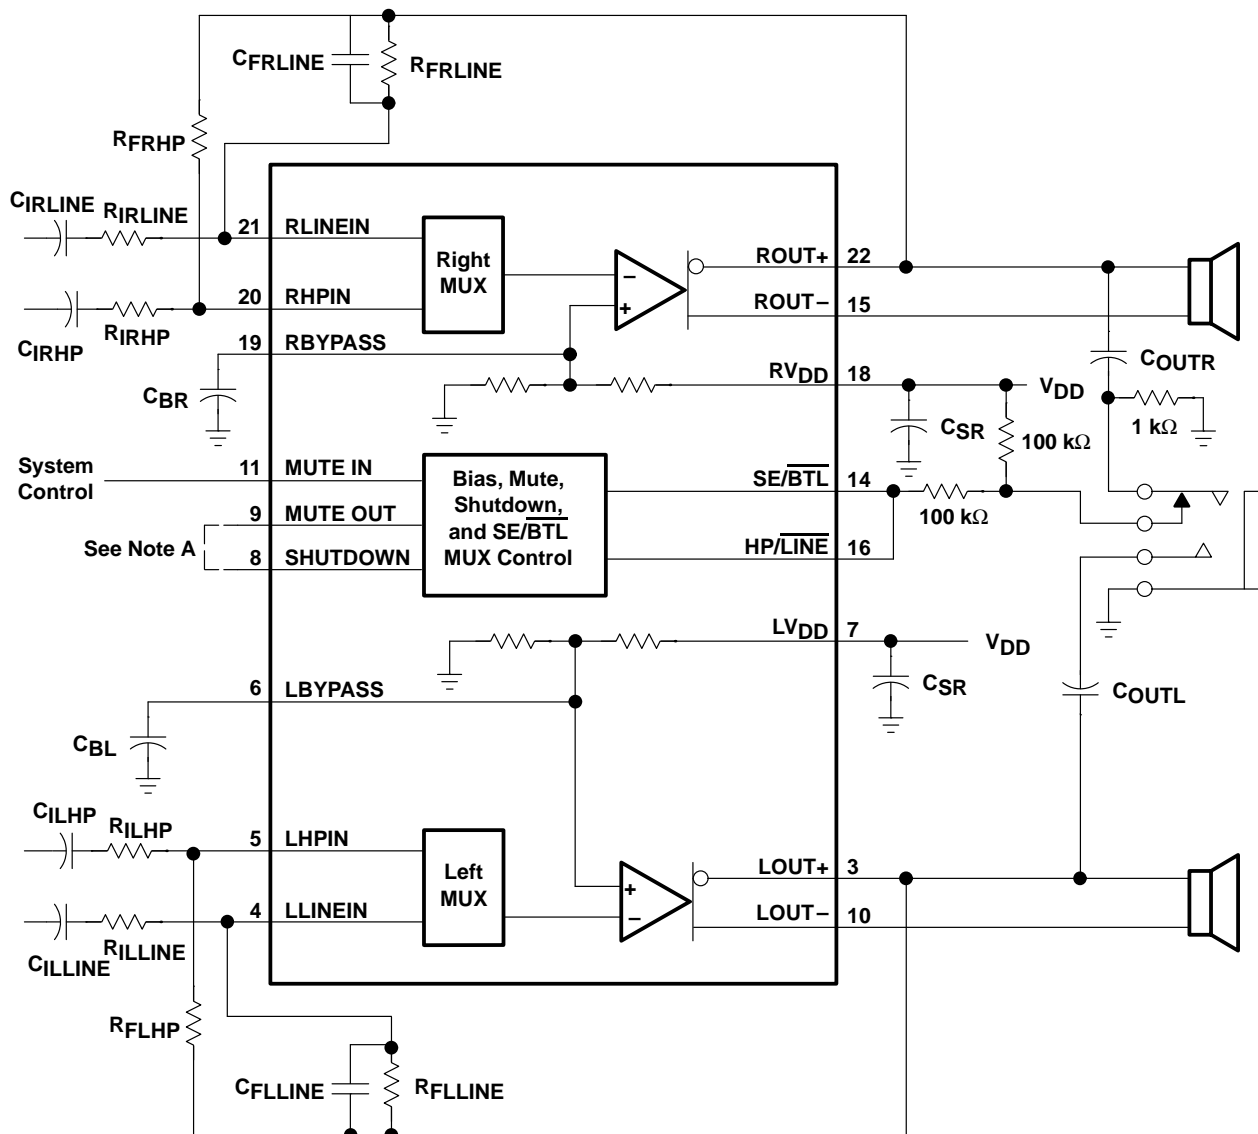 CFRLINE
RFRLINE
RFRHP
CIRLINE
RIRLINE
21
RLINEIN
Right
MUX
−
+
ROUT+
22
ROUT−
15
20
RHPIN
CIRHP
RIRHP
19
RBYPASS
CBR
RVDD
18
VDD
COUTR
1 kΩ
CSR
100 kΩ
System
Control
11
MUTE IN
Bias, Mute,
Shutdown,
and SE/BTL
MUX Control
SE/BTL
14
100 kΩ
9
MUTE OUT
See Note A
8
SHUTDOWN
HP/LINE
16
LVDD
7
VDD
CSR
COUTL
6
LBYPASS
CBL
CILHP
RILHP
5
LHPIN
Left
MUX
+
−
LOUT+
3
LOUT−
10
4
LLINEIN
CILLINE
RILLINE
RFLHP
CFLLINE
RFLLINE